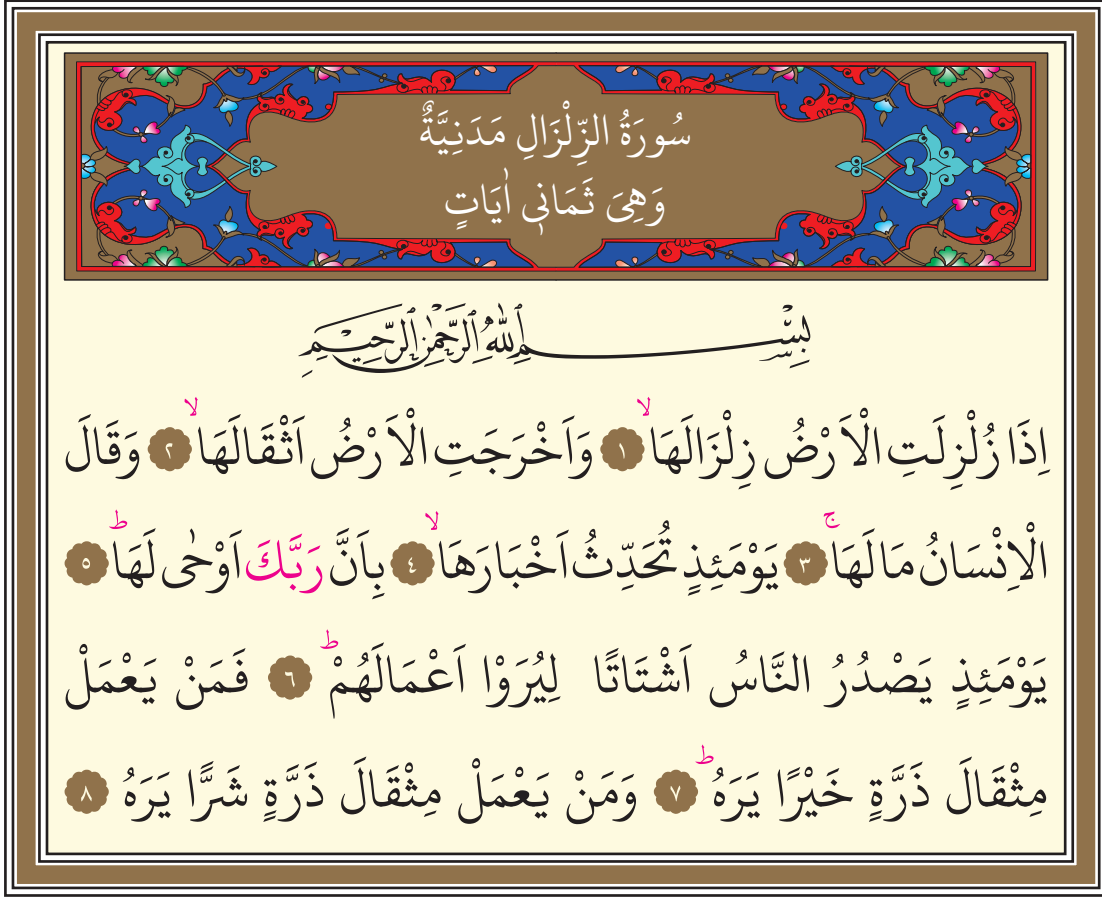 سُورَةُ الزِّلْزَالِ مَدَنِيَّةٌ
وَهِيَ ثَمَانٖي اٰيَاتٍ
بِسْمِ اللّٰهِ الرَّحْمٰنِ الرَّحِيمِ
اِذَا زُلْزِلَتِ الْاَرْضُ زِلْزَالَهَاۙ ﴿١﴾ وَاَخْرَجَتِ الْاَرْضُ اَثْقَالَهَاۙ ﴿٢﴾ وَقَالَ
الْاِنْسَانُ مَالَهَاۚ ﴿٣﴾ يَوْمَئِذٍ تُحَدِّثُ اَخْبَارَهَاۙ ﴿٤﴾ بِاَنَّ رَبَّكَ اَوْحٰى لَهَاۜ ﴿٥﴾
يَوْمَئِذٍ يَصْدُرُ النَّاسُ اَشْتَاتًا لِيُرَوْا اَعْمَالَهُمْۜ ﴿٦﴾ فَمَنْ يَعْمَلْ
مِثْقَالَ ذَرَّةٍ خَيْرًا يَرَهُۜ ﴿٧﴾ وَمَنْ يَعْمَلْ مِثْقَالَ ذَرَّةٍ شَرًّا يَرَهُ ﴿٨﴾